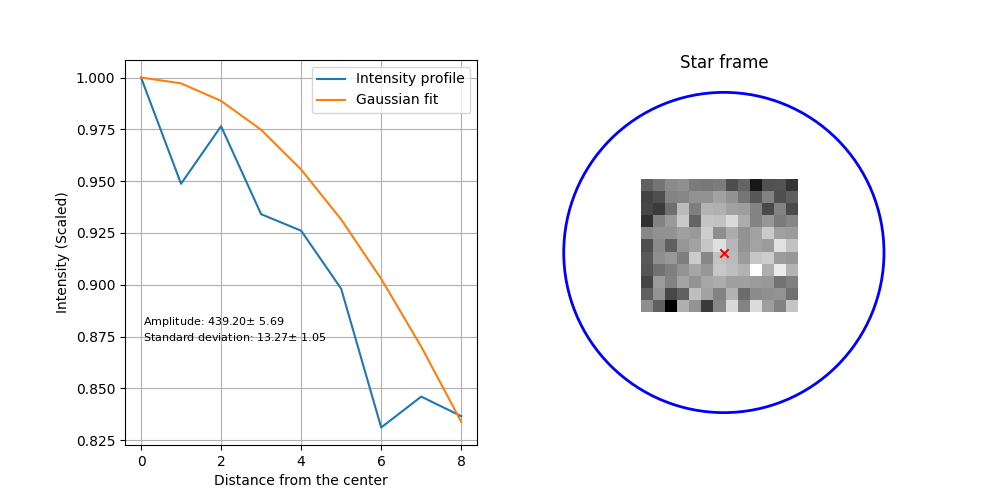 Star frame
Intensity profile
Gaussian fit
1.000
0.975
0.950
0.925
0.900
0.875
0.850
0.825
Intensity (Scaled)
Amplitude: 439.20± 5.69
Standard deviation: 13.27± 1.05
0 2 4 6 8
Distance from the center